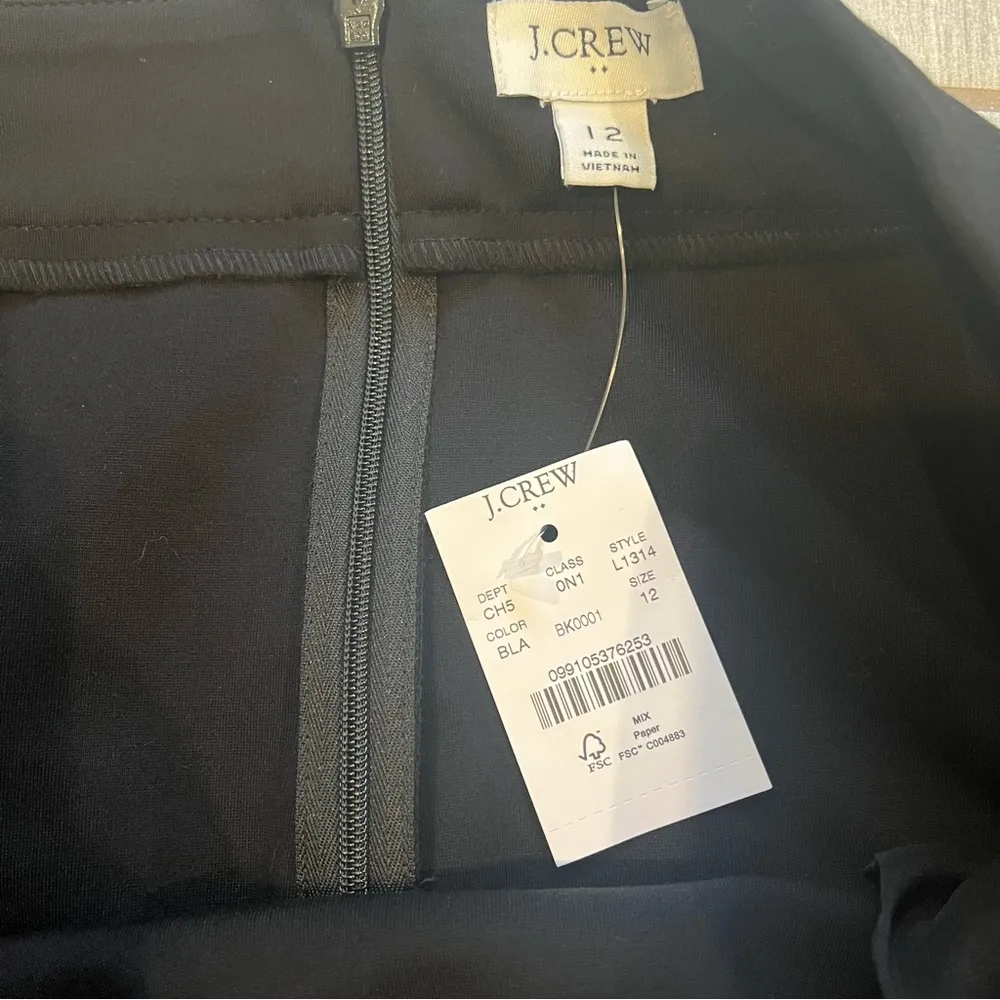 J.CREW
12
MADE IN
VIETNAM
J.CREW
DEPT CLASS STYLE
CH5 0N1 L1314
COLOR SIZE
BLA BK0001 12
099105376253
MIX
Paper
FSC FSC™ C004883